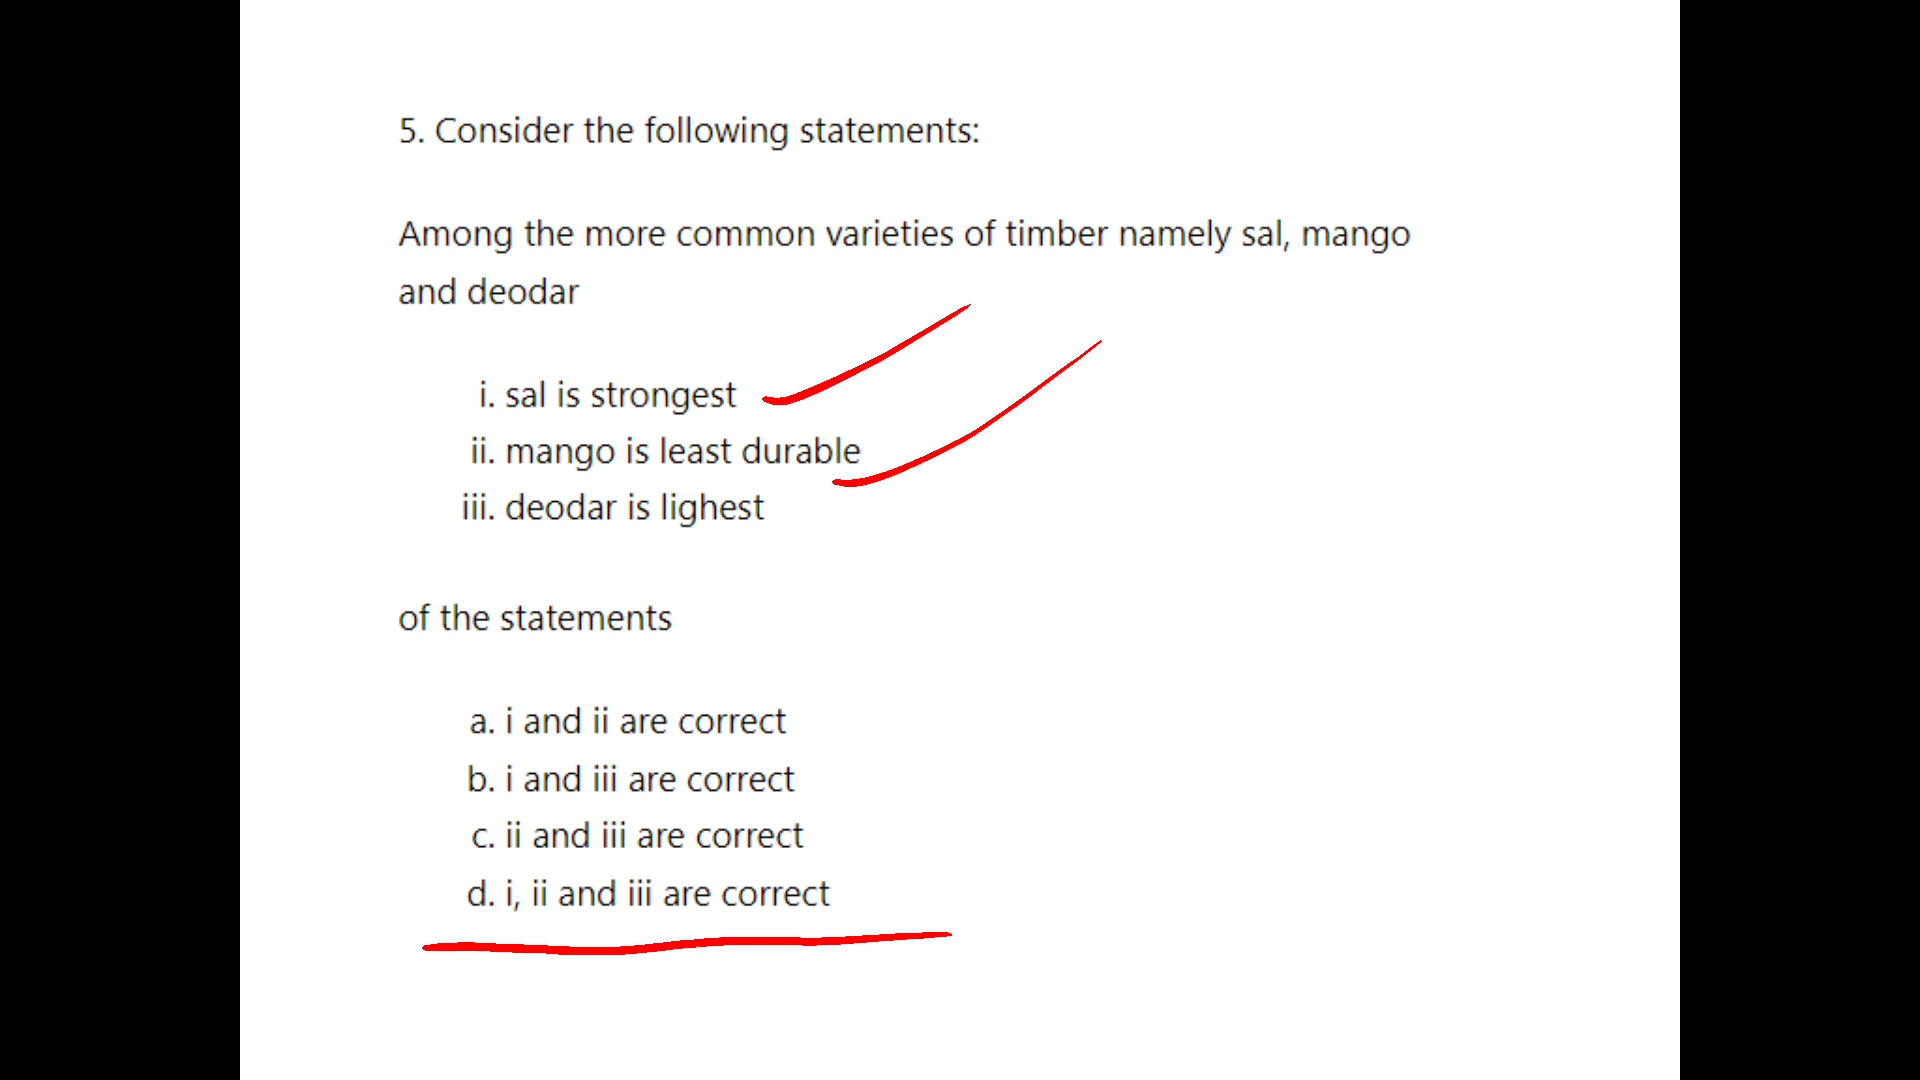 5. Consider the following statements:
Among the more common varieties of timber namely sal, mango
and deodar
i. sal is strongest
ii. mango is least durable
iii. deodar is lighest
of the statements
a. i and ii are correct
b. i and iii are correct
c. ii and iii are correct
d. i, ii and iii are correct